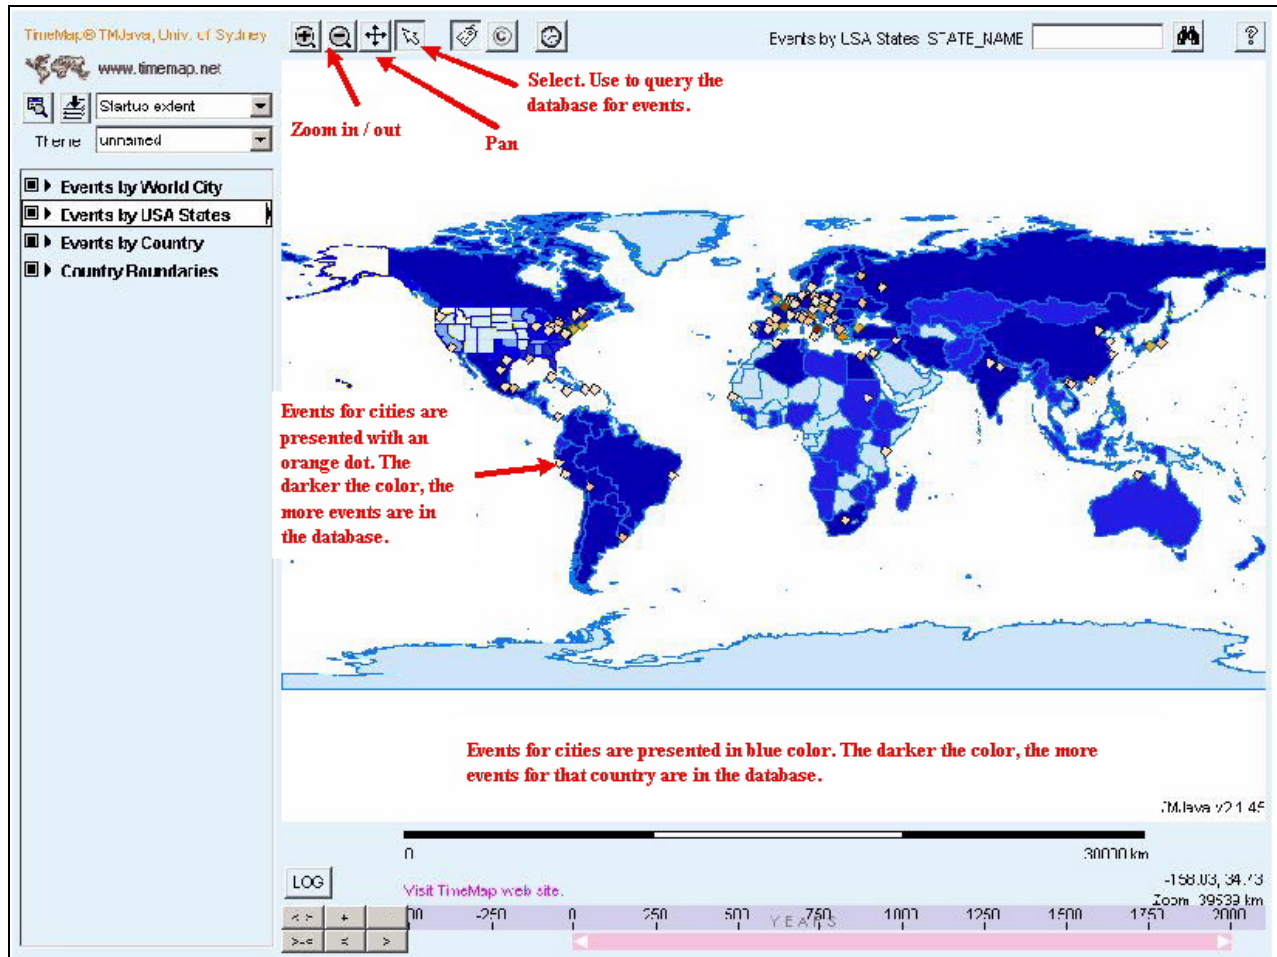 TimeMap® TMJava, Univ. of Sydney
www.timemap.net
Startup extent
Theme unnamed
Events by World City
Events by USA States
Events by Country
Country Boundaries
Events by USA States STATE_NAME
?
©
Select. Use to query the
database for events.
Zoom in / out
Pan
Events for cities are
presented with an
orange dot. The
darker the color, the
more events are in
the database.
Events for cities are presented in blue color. The darker the color, the more
events for that country are in the database.
TMJava v2.1.45
0 30000 km
LOG
Visit TimeMap web site.
-158.03, 34.73
Zoom 39539 km
-250 0 250 500 750 1000 1250 1500 1750 2000
YEARS
< > +
>-< < >